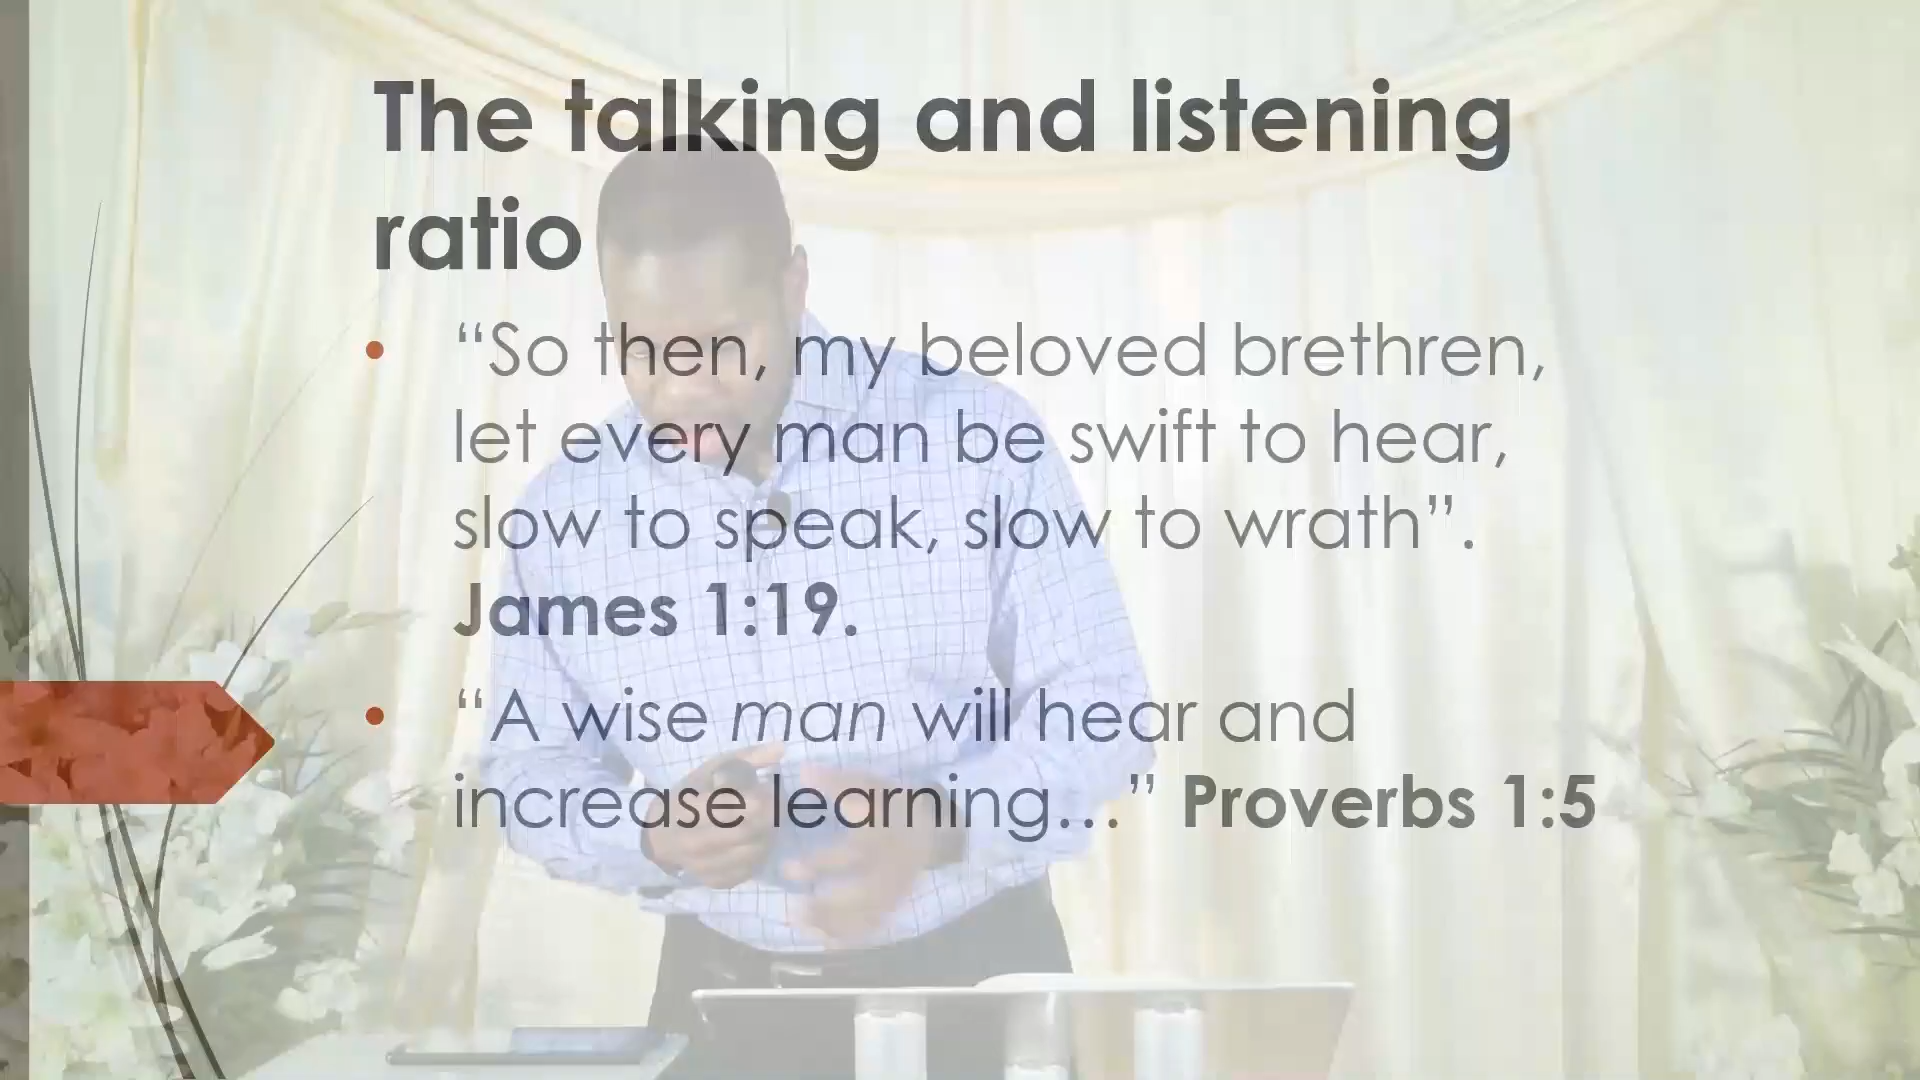 The talking and listening
ratio
• “So then, my beloved brethren,
let every man be swift to hear,
slow to speak, slow to wrath”.
James 1:19.
• “A wise man will hear and
increase learning…” Proverbs 1:5